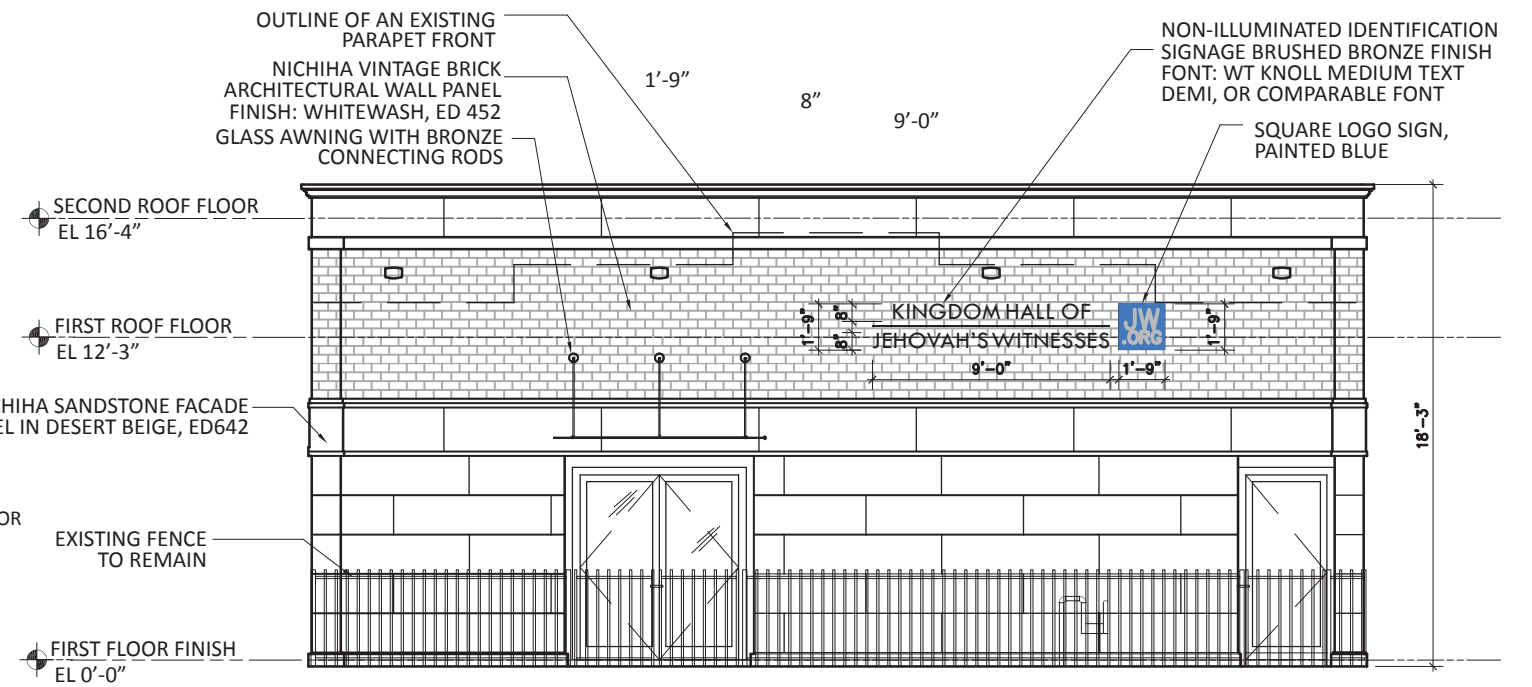 OUTLINE OF AN EXISTING
PARAPET FRONT
NICHIHA VINTAGE BRICK
ARCHITECTURAL WALL PANEL
FINISH: WHITEWASH, ED 452
GLASS AWNING WITH BRONZE
CONNECTING RODS
1’-9”
8”
9’-0”
NON-ILLUMINATED IDENTIFICATION
SIGNAGE BRUSHED BRONZE FINISH
FONT: WT KNOLL MEDIUM TEXT
DEMI, OR COMPARABLE FONT
SQUARE LOGO SIGN,
PAINTED BLUE
SECOND ROOF FLOOR
EL 16’-4”
FIRST ROOF FLOOR
EL 12’-3”
1’-9”
8”
8”
KINGDOM HALL OF
JEHOVAH'S WITNESSES
JW
.ORG
1’-9”
9’-0”
1’-9”
18’-3”
CHIHA SANDSTONE FACADE
EL IN DESERT BEIGE, ED642
OR
EXISTING FENCE
TO REMAIN
FIRST FLOOR FINISH
EL 0’-0”